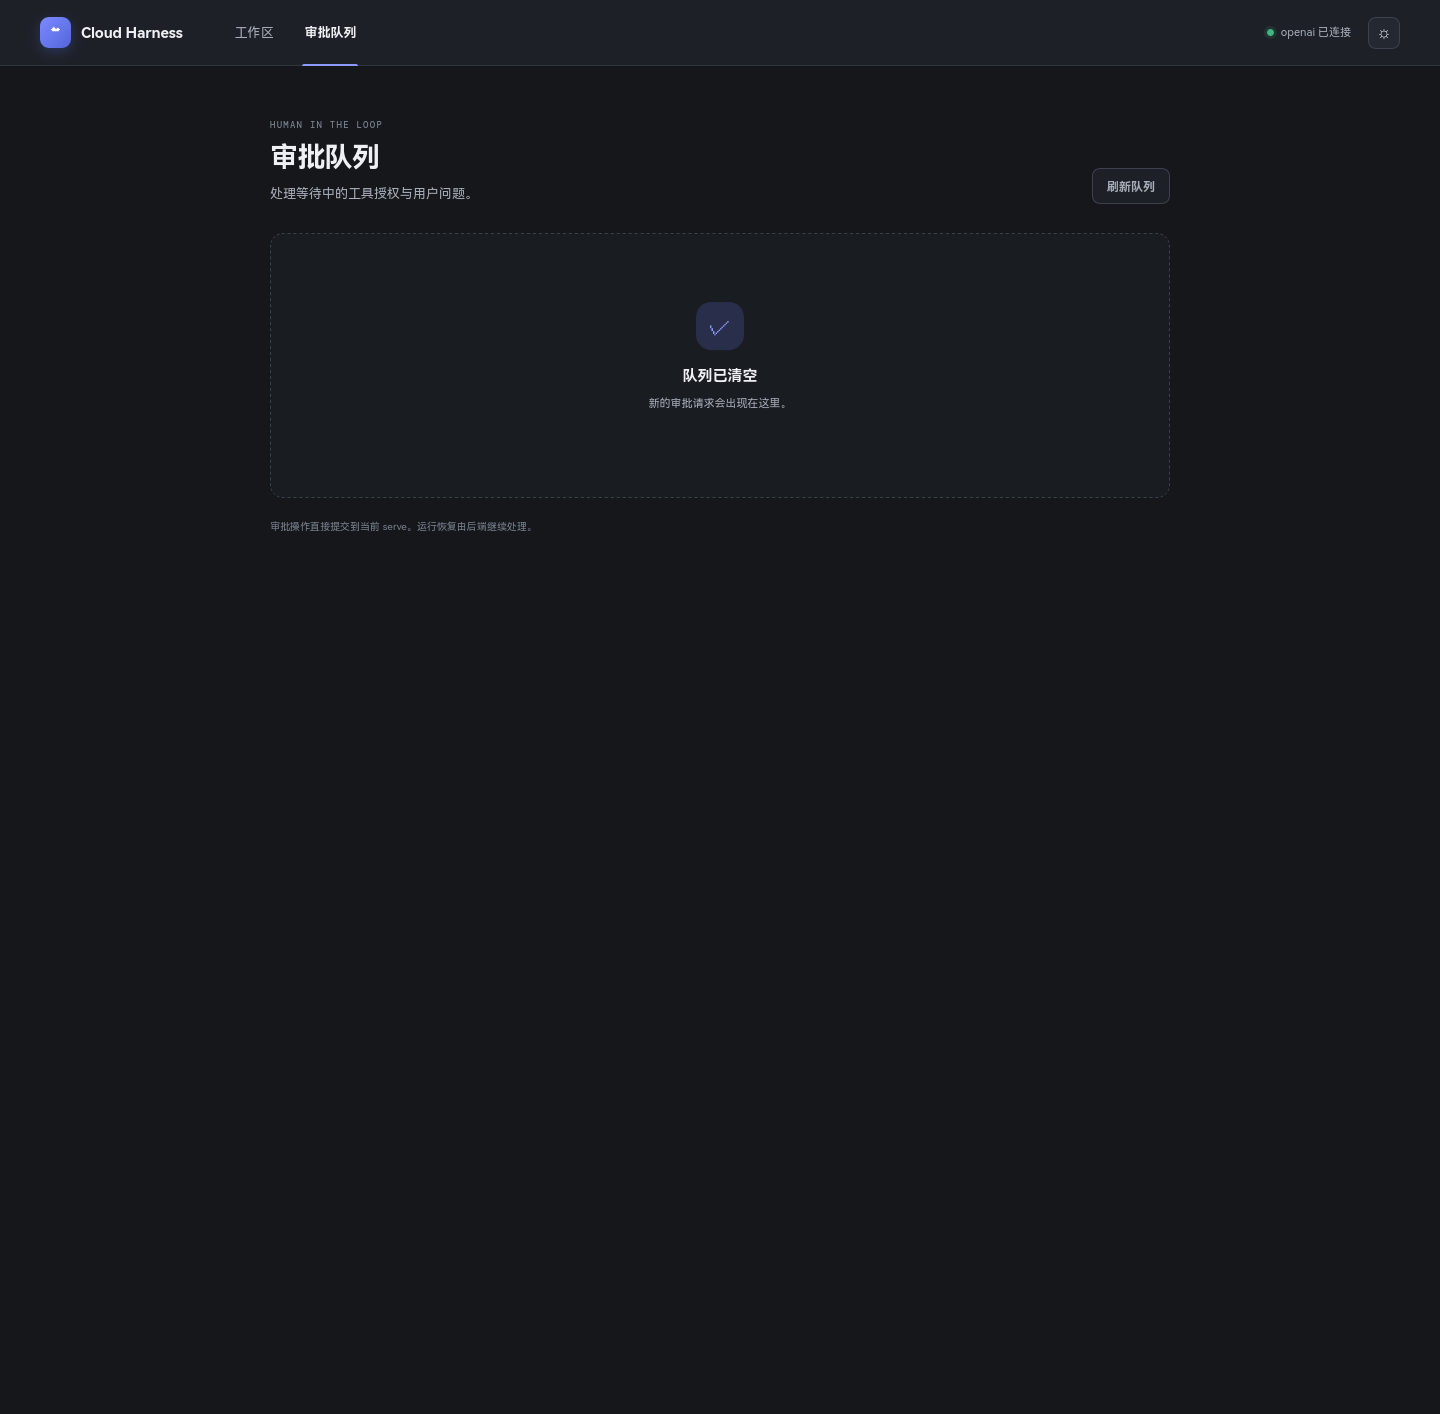 Cloud Harness
工作区
审批队列
openai 已连接
HUMAN IN THE LOOP
审批队列
处理等待中的工具授权与用户问题。
刷新队列
队列已清空
新的审批请求会出现在这里。
审批操作直接提交到当前 serve。运行恢复由后端继续处理。